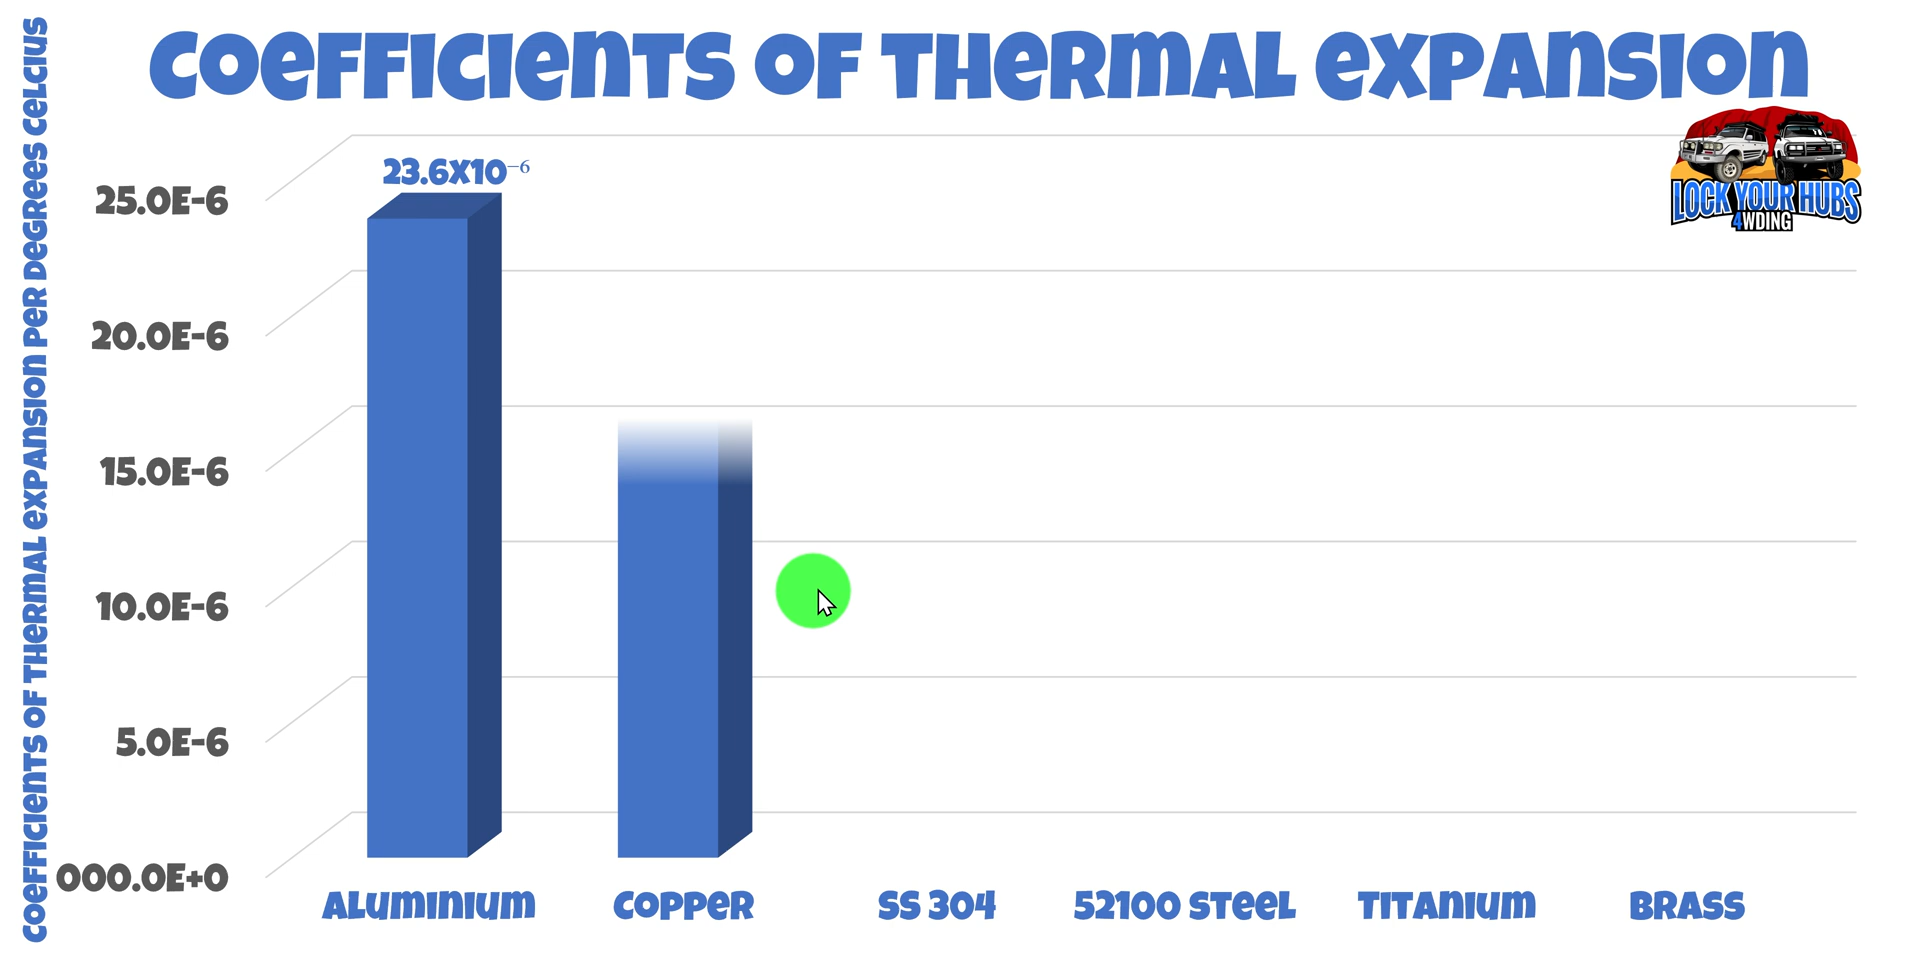 COEFFICIENTS OF THERMAL EXPANSION
COEFFICIENTS OF THERMAL EXPANSION PER DEGREES CELCIUS
LOCK YOUR HUBS
4WDING
23.6X10⁻⁶
25.0E-6
20.0E-6
15.0E-6
10.0E-6
5.0E-6
000.0E+0
ALUMINIUM COPPER SS 304 52100 STEEL TITANIUM BRASS